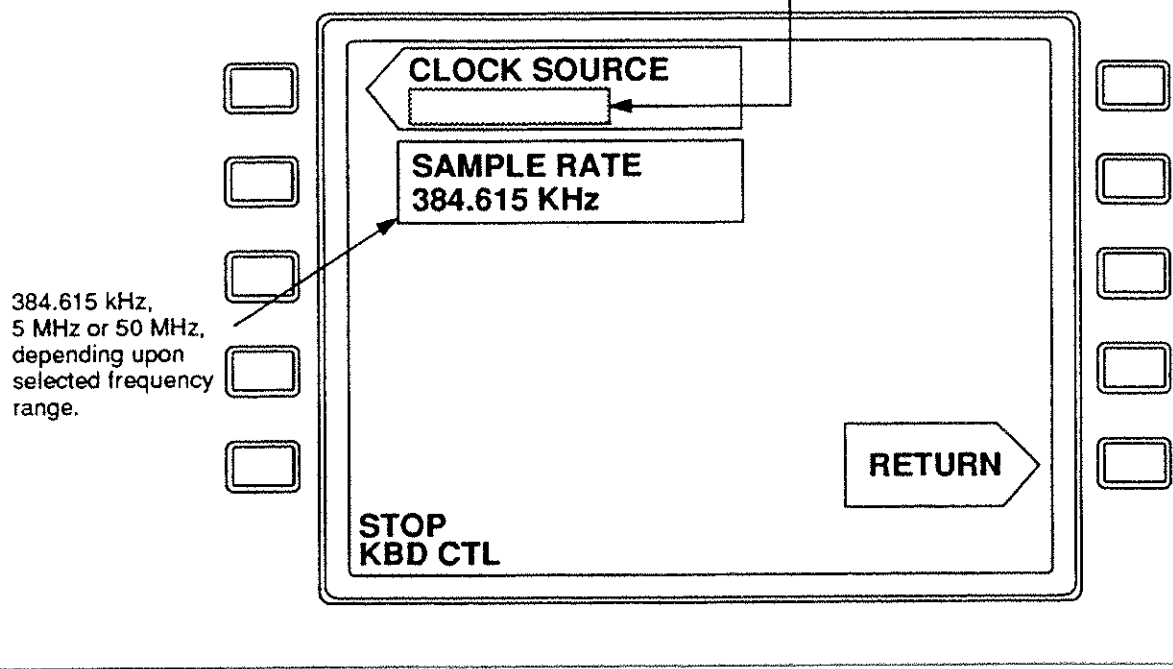 CLOCK SOURCE
SAMPLE RATE
384.615 KHz
384.615 kHz,
5 MHz or 50 MHz,
depending upon
selected frequency
range.
RETURN
STOP
KBD CTL